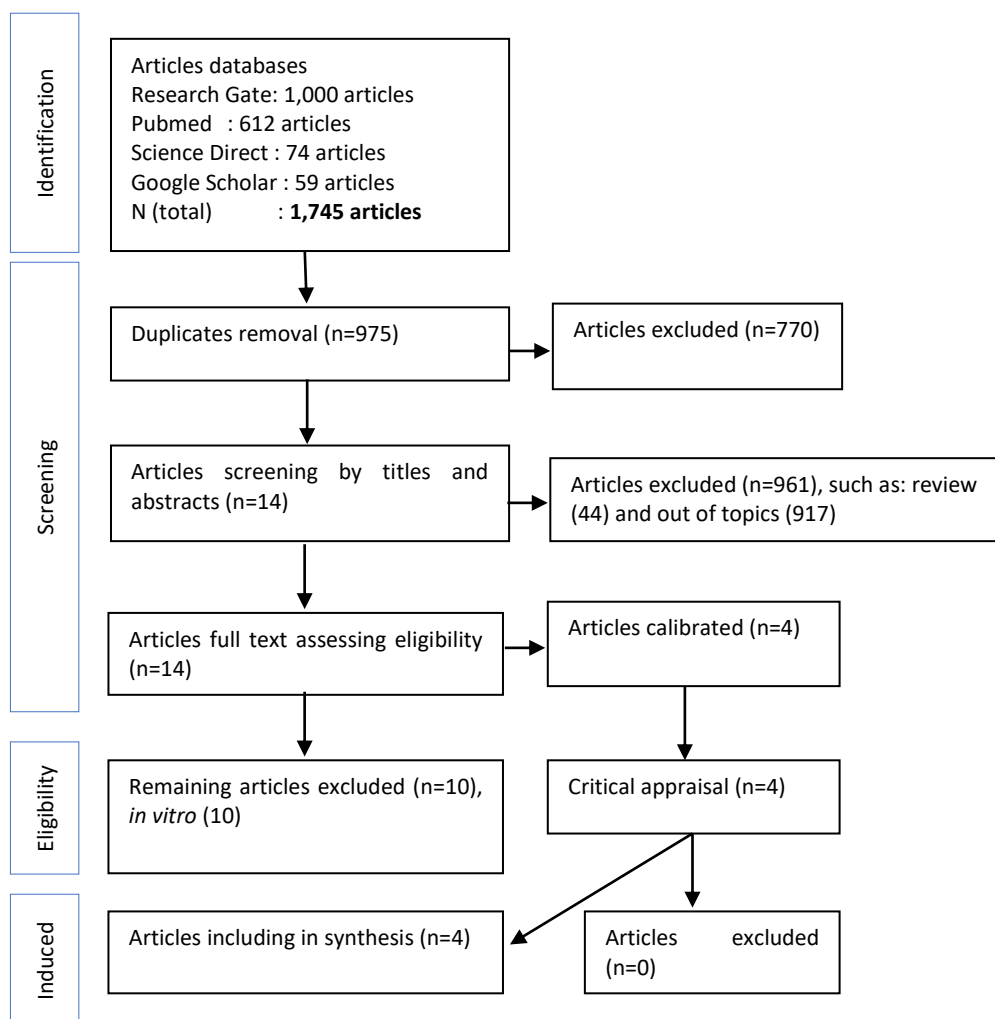 Identification
Articles databases
Research Gate: 1,000 articles
Pubmed : 612 articles
Science Direct : 74 articles
Google Scholar : 59 articles
N (total) : 1,745 articles
Screening
Duplicates removal (n=975)
Articles excluded (n=770)
Articles screening by titles and
abstracts (n=14)
Articles excluded (n=961), such as: review
(44) and out of topics (917)
Articles full text assessing eligibility
(n=14)
Articles calibrated (n=4)
Eligibility
Remaining articles excluded (n=10),
in vitro (10)
Critical appraisal (n=4)
Induced
Articles including in synthesis (n=4)
Articles excluded
(n=0)